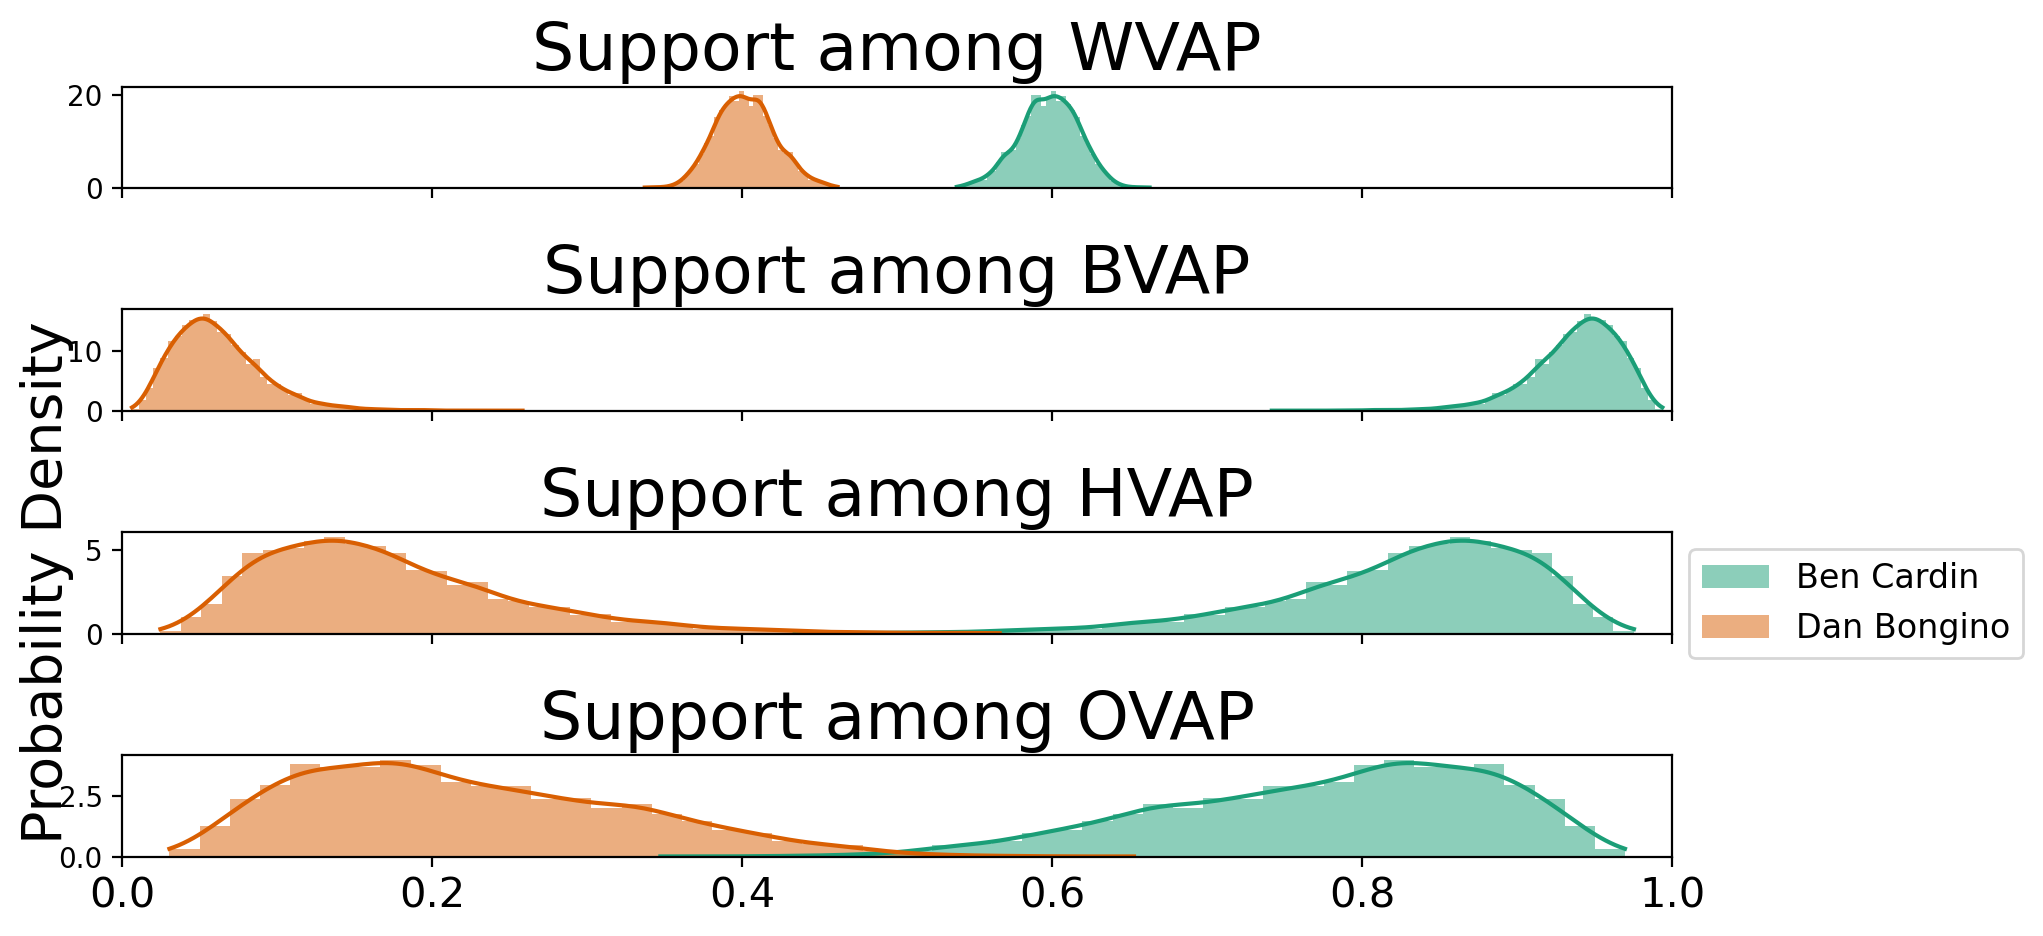 Support among WVAP
20
0
Support among BVAP
10
0
Support among HVAP
5
0
Support among OVAP
2.5
0.0
0.0 0.2 0.4 0.6 0.8 1.0
Probability Density
Ben Cardin
Dan Bongino